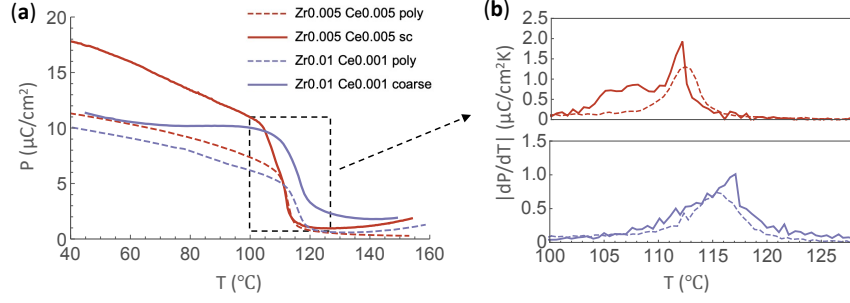 (a)
20
15
10
5
0
P (μC/cm²)
40
60
80
100
120
140
160
T (°C)
Zr0.005 Ce0.005 poly
Zr0.005 Ce0.005 sc
Zr0.01 Ce0.001 poly
Zr0.01 Ce0.001 coarse
(b)
2.5
2.0
1.5
1.0
0.5
0
1.5
1.0
0.5
0
|dP/dT| (μC/cm²K)
100
105
110
115
120
125
T (°C)